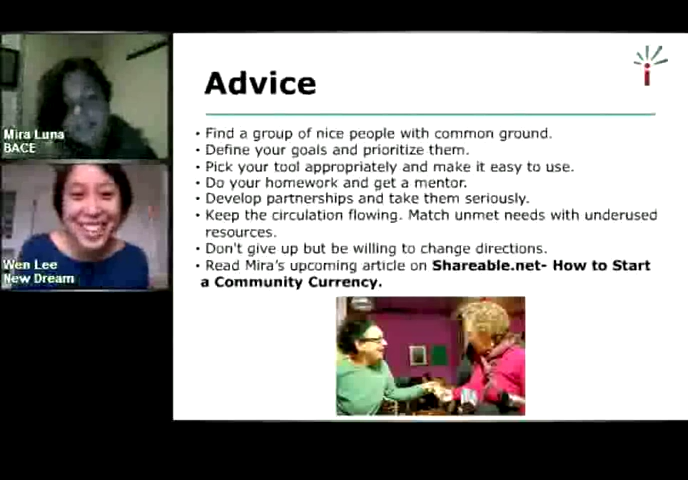 Mira Luna
BACE
Wen Lee
New Dream
Advice
• Find a group of nice people with common ground.
• Define your goals and prioritize them.
• Pick your tool appropriately and make it easy to use.
• Do your homework and get a mentor.
• Develop partnerships and take them seriously.
• Keep the circulation flowing. Match unmet needs with underused
resources.
• Don't give up but be willing to change directions.
• Read Mira's upcoming article on Shareable.net- How to Start
a Community Currency.